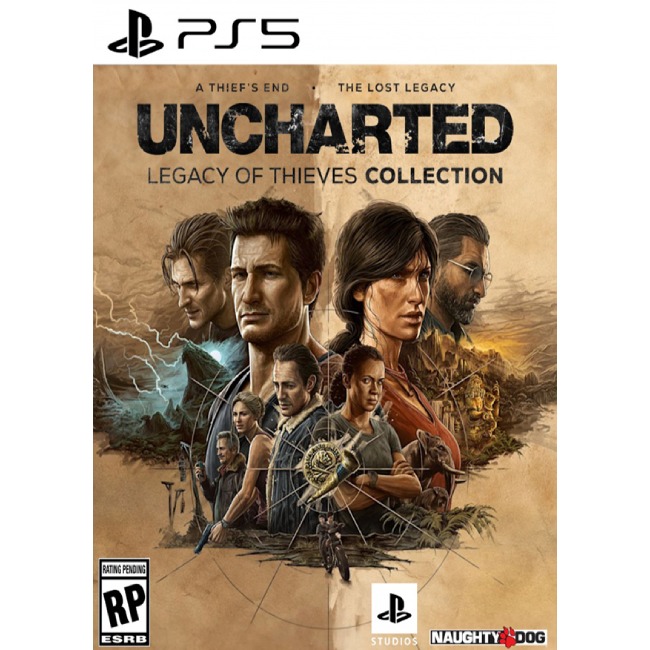 PS5
A THIEF'S END • THE LOST LEGACY
UNCHARTED
LEGACY OF THIEVES COLLECTION
RATING PENDING
RP
ESRB
STUDIOS
NAUGHTY DOG